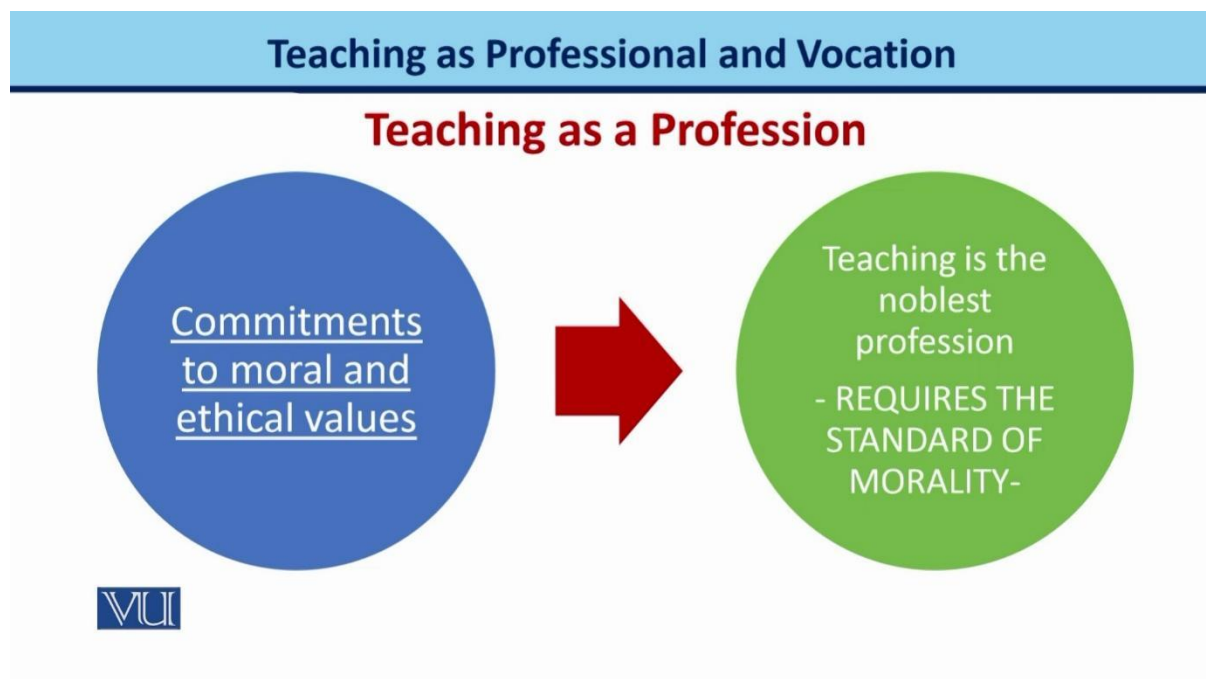 Teaching as Professional and Vocation
Teaching as a Profession
Commitments
to moral and
ethical values
Teaching is the
noblest
profession
- REQUIRES THE
STANDARD OF
MORALITY-
VU